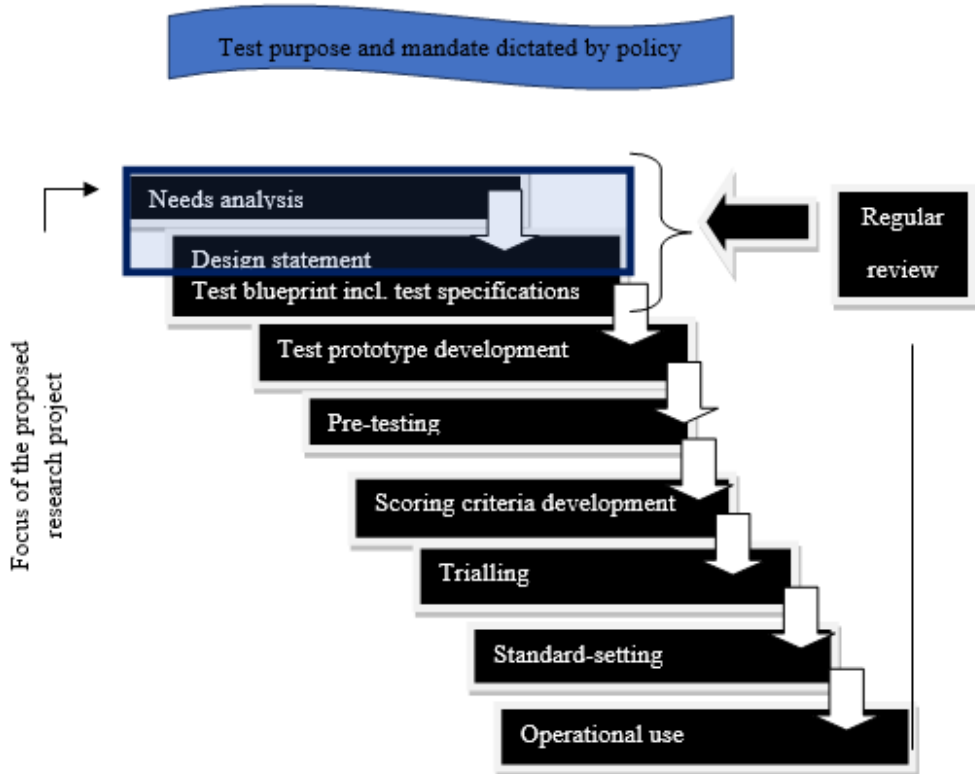 Test purpose and mandate dictated by policy
Needs analysis
Design statement
Test blueprint incl. test specifications
Test prototype development
Pre-testing
Scoring criteria development
Trialling
Standard-setting
Operational use
Regular
review
Focus of the proposed
research project